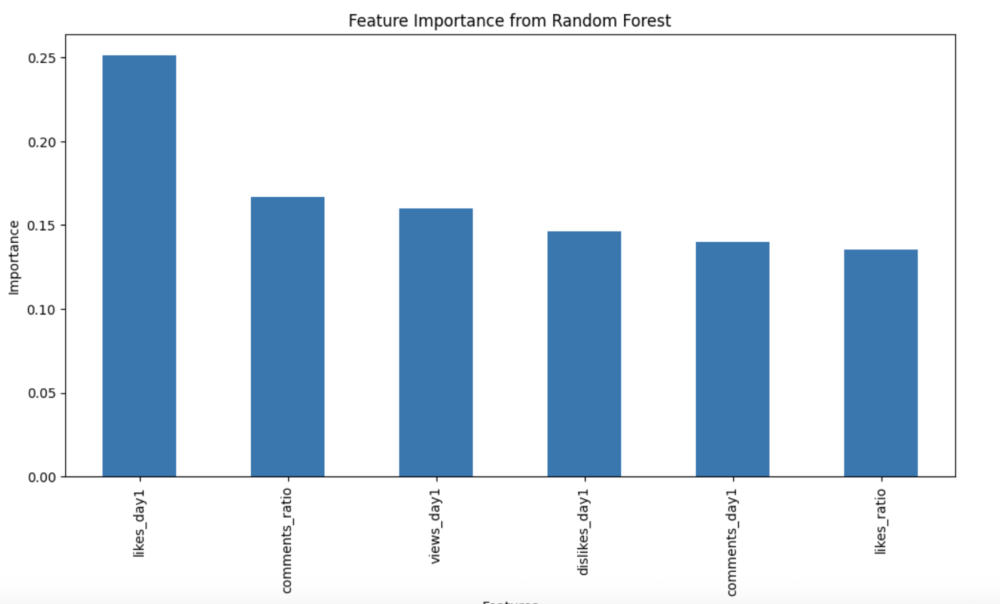 Feature Importance from Random Forest
0.25
0.20
0.15
0.10
0.05
0.00
Importance
likes_day1
comments_ratio
views_day1
dislikes_day1
comments_day1
likes_ratio